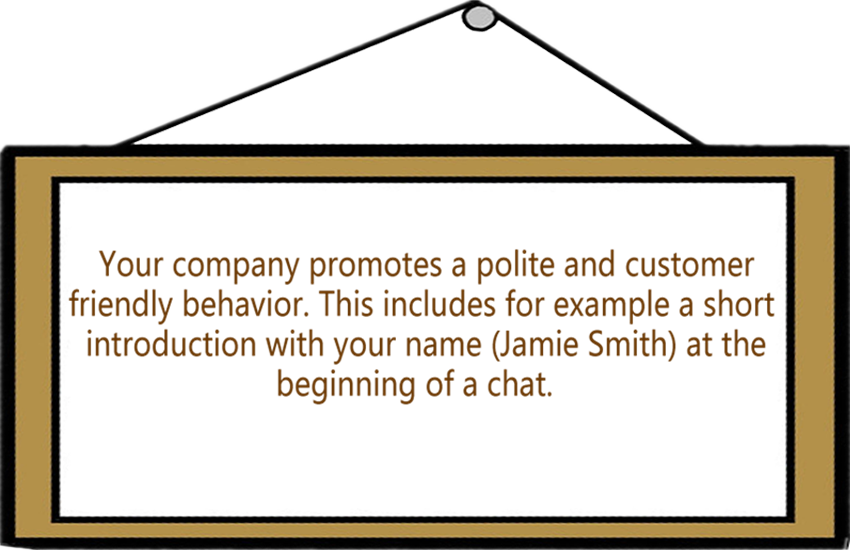 Your company promotes a polite and customer
friendly behavior. This includes for example a short
introduction with your name (Jamie Smith) at the
beginning of a chat.